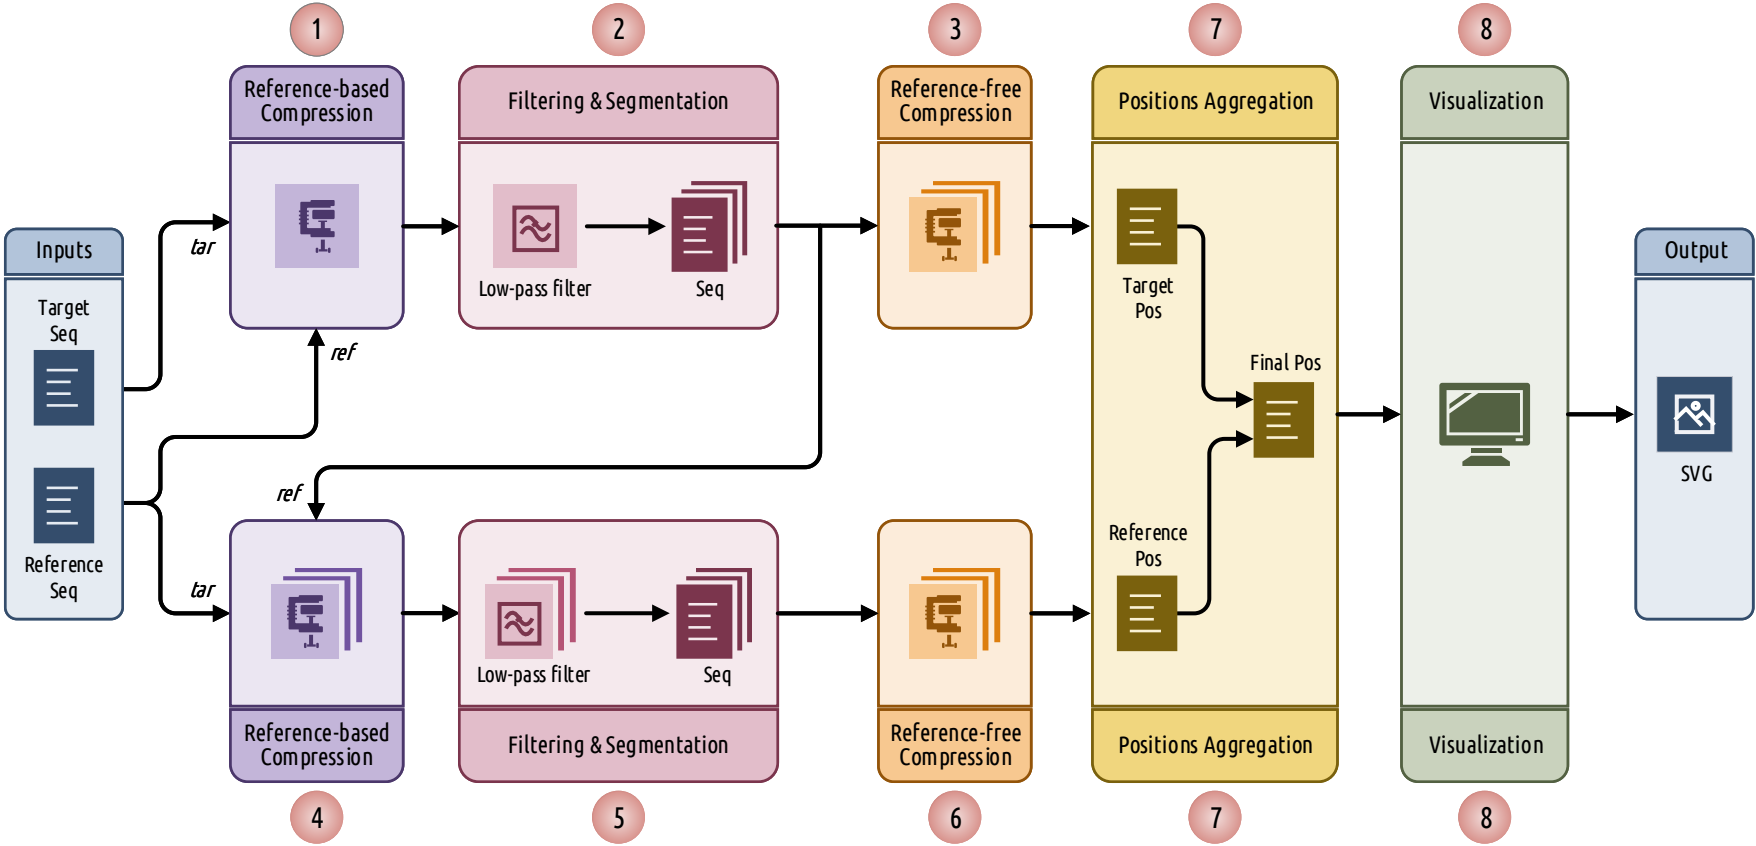 1
2
3
7
8
Reference-based
Compression
Filtering & Segmentation
Reference-free
Compression
Positions Aggregation
Visualization
Inputs
Target
Seq
Reference
Seq
tar
ref
Low-pass filter
Seq
Target
Pos
Final Pos
Reference
Pos
Output
SVG
ref
tar
Low-pass filter
Seq
Reference-based
Compression
Filtering & Segmentation
Reference-free
Compression
Positions Aggregation
Visualization
4
5
6
7
8